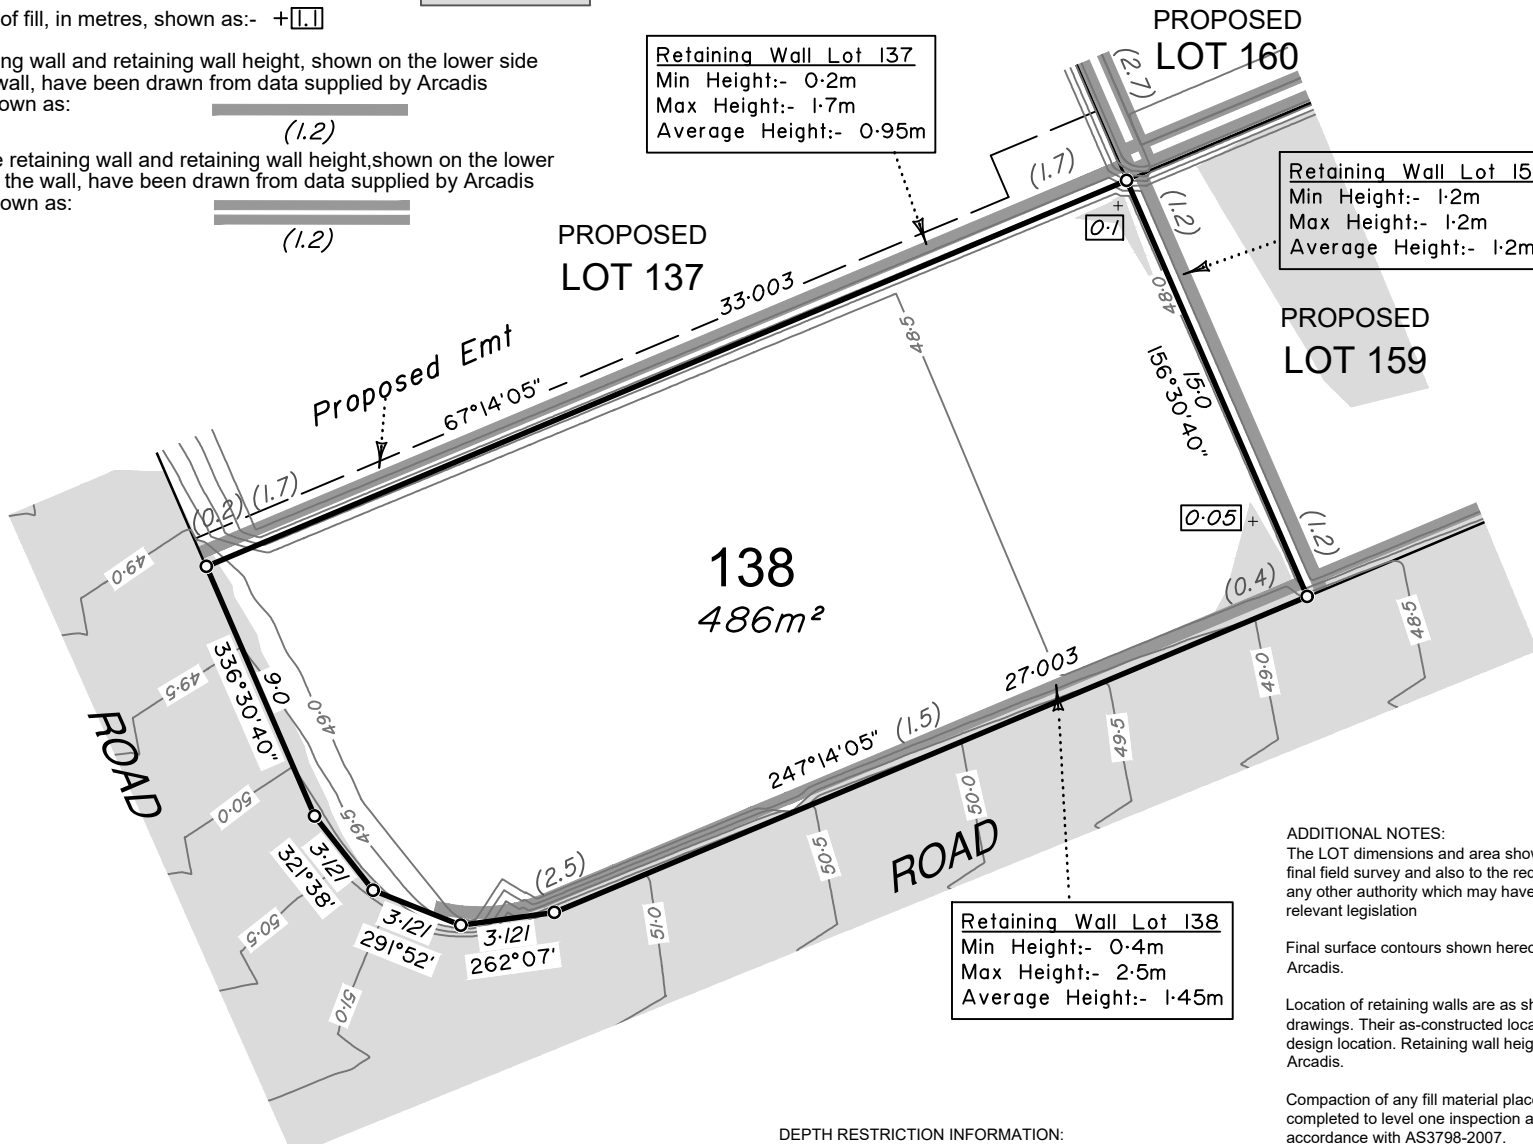 of fill, in metres, shown as:- +1.1
ng wall and retaining wall height, shown on the lower side
wall, have been drawn from data supplied by Arcadis
own as:
(1.2)
e retaining wall and retaining wall height,shown on the lower
the wall, have been drawn from data supplied by Arcadis
hown as:
(1.2)
Retaining Wall Lot 137
Min Height:- 0·2m
Max Height:- 1·7m
Average Height:- 0·95m
PROPOSED
LOT 160
(2.7)
(1.7)
0·1
(1.2)
Retaining Wall Lot 15
Min Height:- 1·2m
Max Height:- 1·2m
Average Height:- 1·2m
PROPOSED
LOT 137
33·003
Proposed Emt
67°14'05"
48·5
48·0
15·0
156°30'40"
PROPOSED
LOT 159
(0.2)
(1.7)
49·0
0·05
(1.2)
138
486m²
(0.4)
48·5
49·0
49·5
336°30'40"
9·0
49·0
27·003
ROAD
247°14'05"
(1.5)
49·5
50·0
49·5
50·0
50·5
ROAD
3·121
321°38'
(2.5)
50·5
3·121
291°52'
3·121
262°07'
51·0
51·0
Retaining Wall Lot 138
Min Height:- 0·4m
Max Height:- 2·5m
Average Height:- 1·45m
ADDITIONAL NOTES:
The LOT dimensions and area show
final field survey and also to the rec
any other authority which may have
relevant legislation
Final surface contours shown hered
Arcadis.
Location of retaining walls are as sh
drawings. Their as-constructed loca
design location. Retaining wall heig
Arcadis.
Compaction of any fill material place
completed to level one inspection a
accordance with AS3798-2007.
DEPTH RESTRICTION INFORMATION: